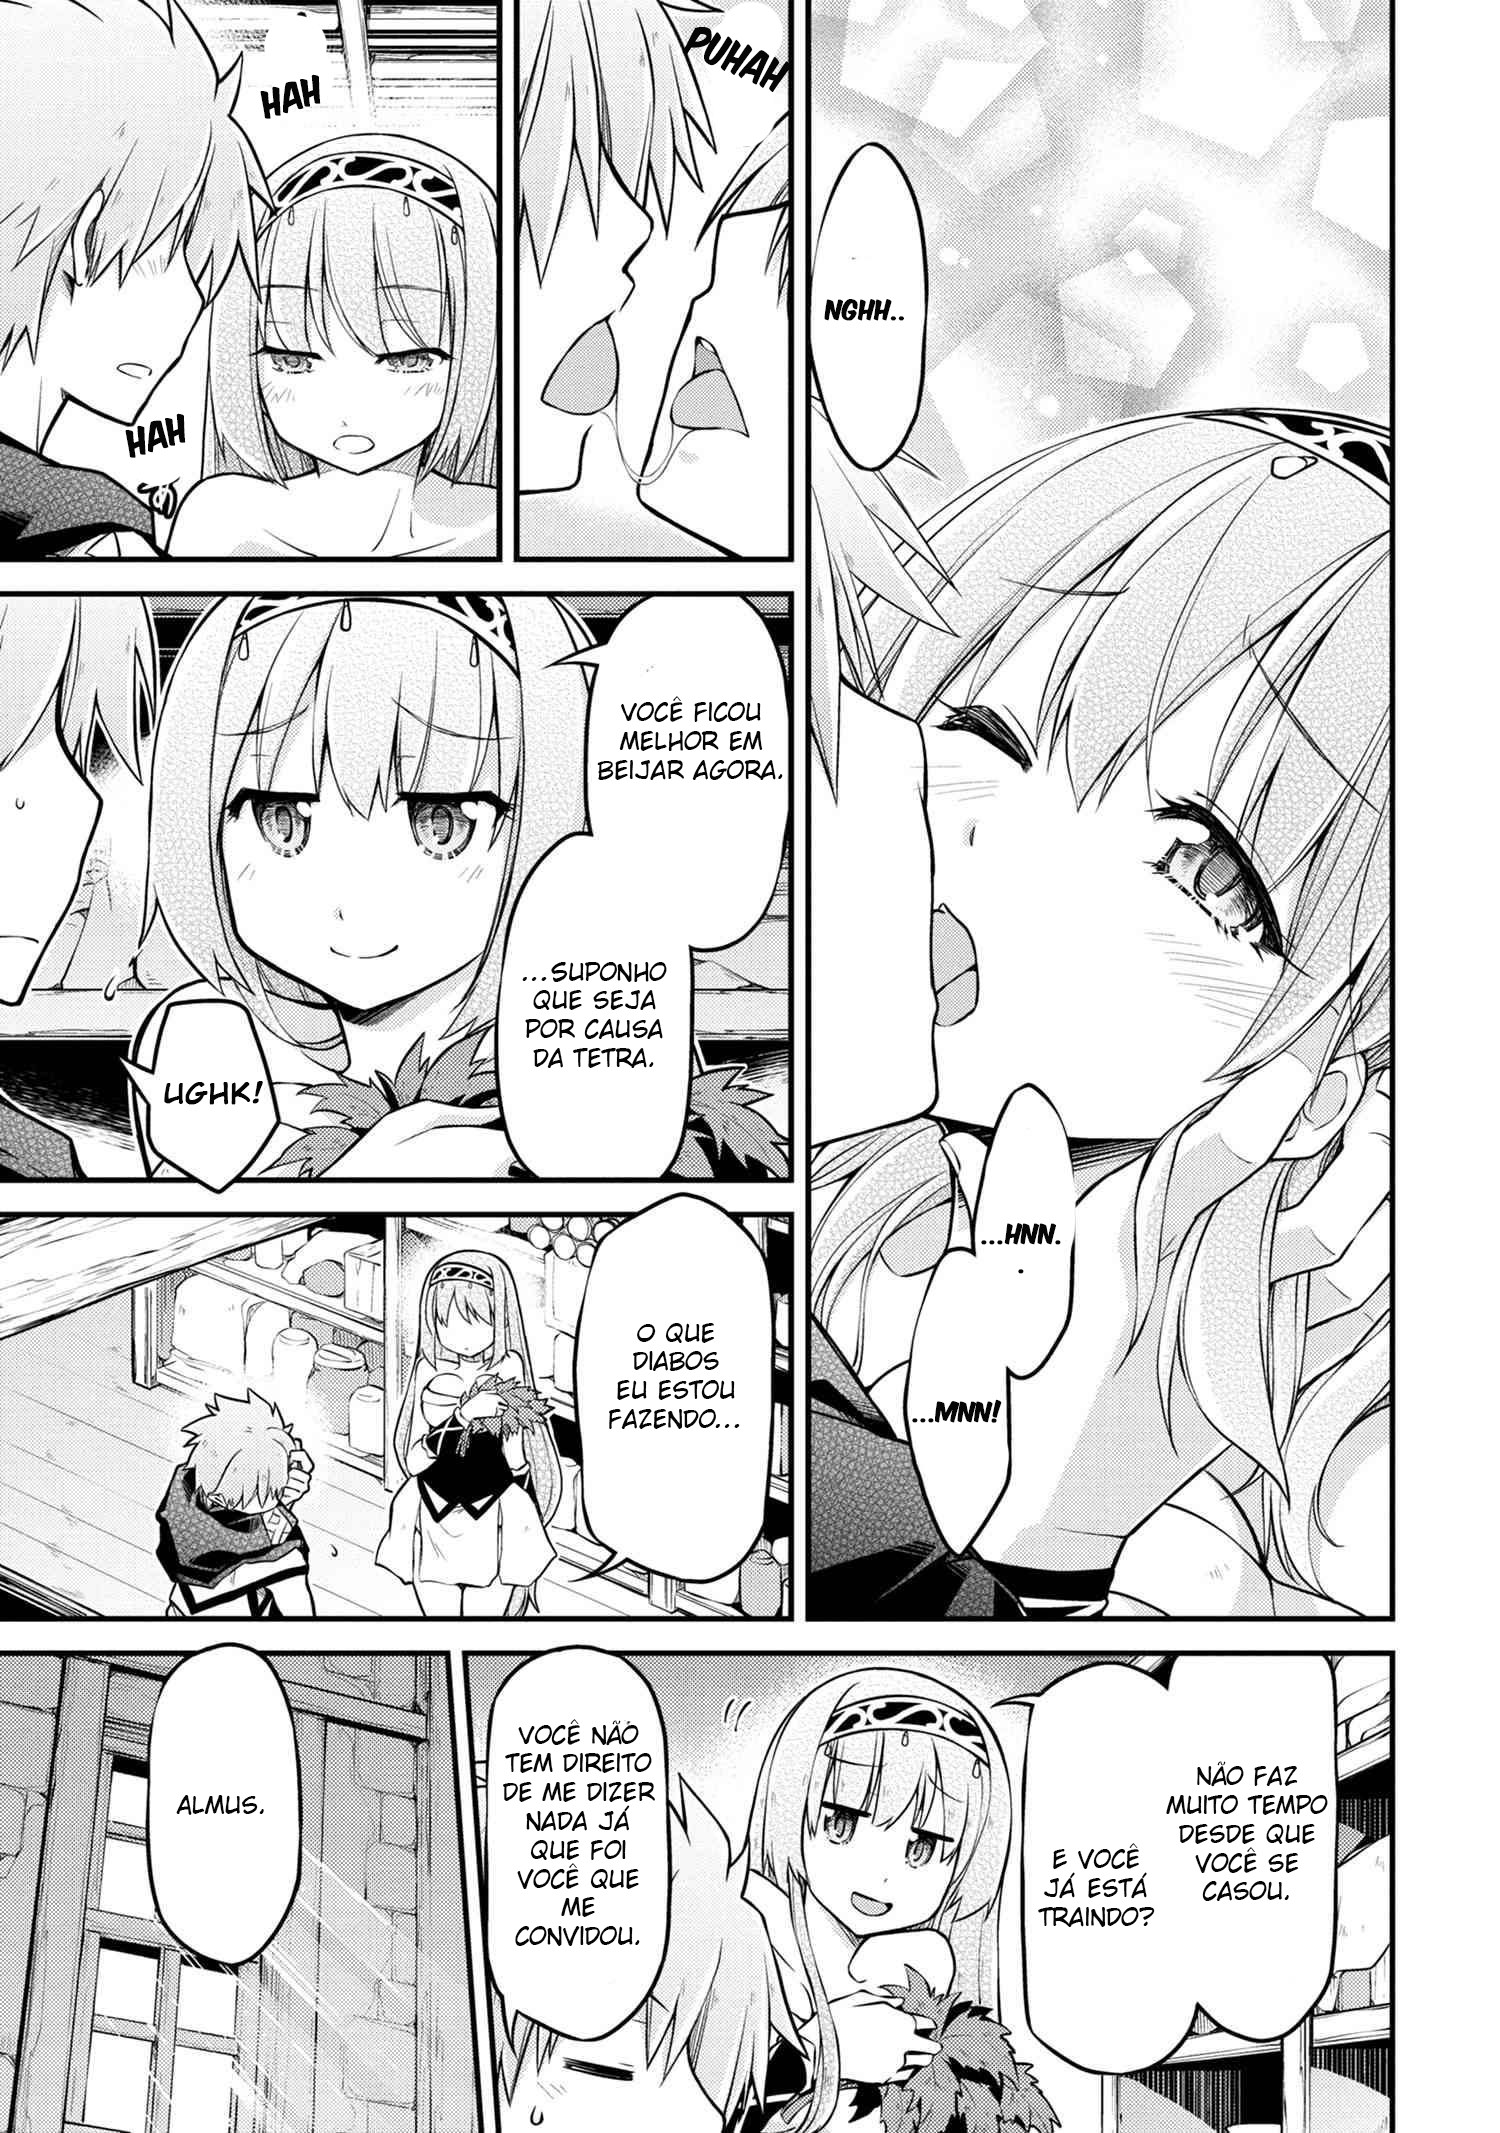 NGHH..
...HNN.
.
...MNN!
PUHAH
HAH
HAH
VOCÊ FICOU
MELHOR EM
BEIJAR AGORA.
...SUPONHO
QUE SEJA
POR CAUSA
DA TETRA.
UGHK!
O QUE
DIABOS
EU ESTOU
FAZENDO...
NÃO FAZ
MUITO TEMPO
DESDE QUE
VOCÊ SE
CASOU.
E VOCÊ
JÁ ESTÁ
TRAINDO?
VOCÊ NÃO
TEM DIREITO
DE ME DIZER
NADA JÁ
QUE FOI
VOCÊ QUE
ME
CONVIDOU.
ALMUS.